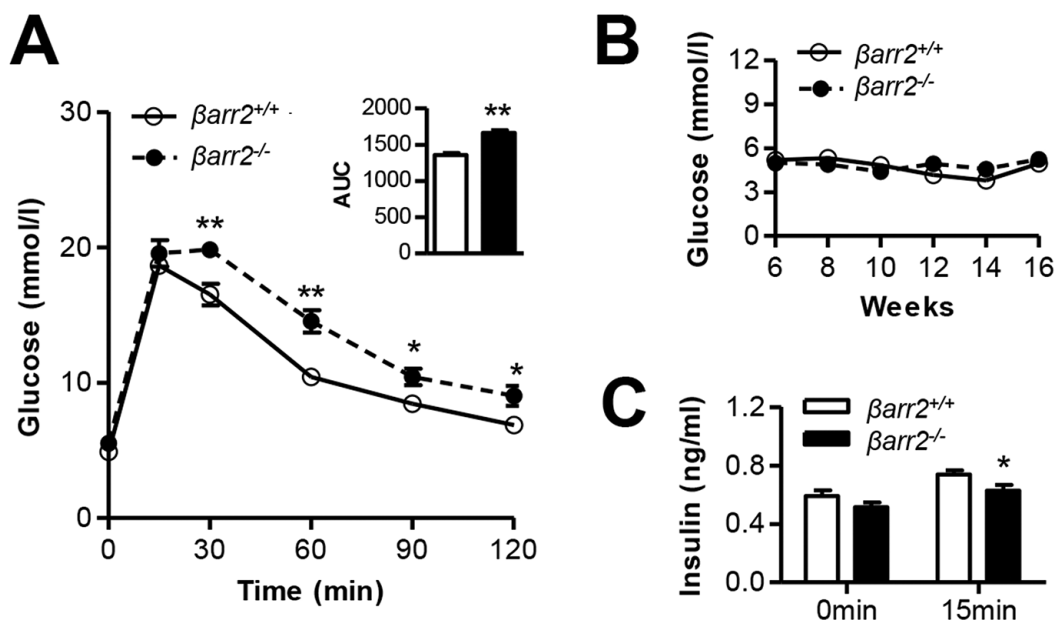 A
30
20
10
0
Glucose (mmol/l)
βarr2+/+
βarr2-/-
**
**
*
*
0 30 60 90 120
Time (min)
2000
1500
1000
500
0
AUC
**
B
βarr2+/+
βarr2-/-
12
9
6
3
0
Glucose (mmol/l)
6 8 10 12 14 16
Weeks
C
βarr2+/+
βarr2-/-
1.2
0.8
0.4
0.0
Insulin (ng/ml)
*
0min 15min